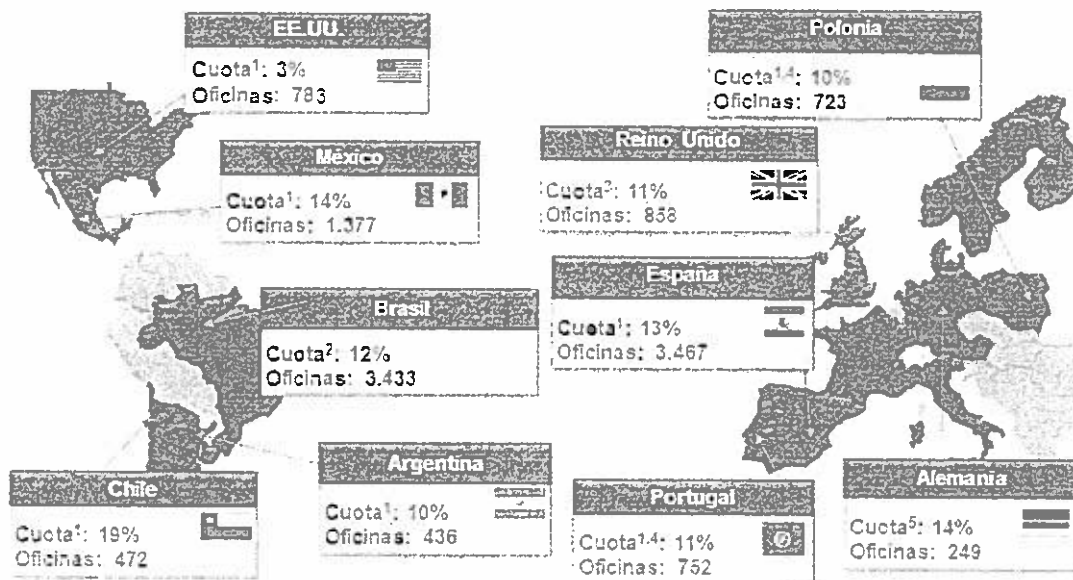 EE.UU.
Cuota¹: 3%
Oficinas: 783
Polonia
Cuota¹,⁴: 10%
Oficinas: 723
México
Cuota¹: 14%
Oficinas: 1.377
Reino Unido
Cuota²: 11%
Oficinas: 858
España
Cuota¹: 13%
Oficinas: 3.467
Brasil
Cuota²: 12%
Oficinas: 3.433
Chile
Cuota¹: 19%
Oficinas: 472
Argentina
Cuota¹: 10%
Oficinas: 436
Portugal
Cuota¹,⁴: 11%
Oficinas: 752
Alemania
Cuota⁵: 14%
Oficinas: 249